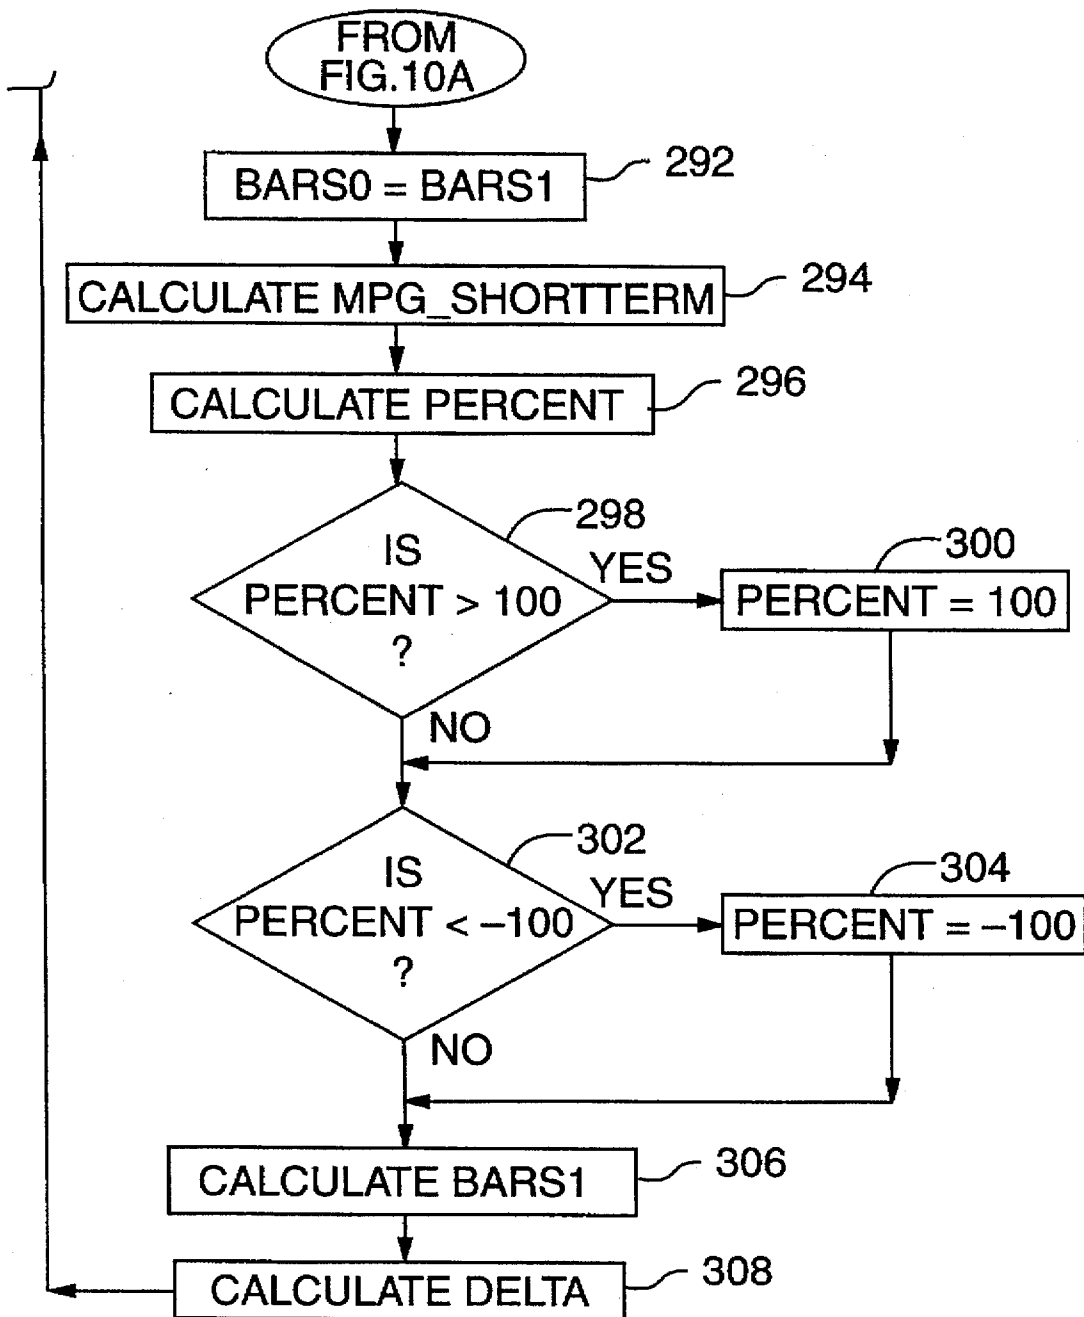 FROM
FIG.10A
BARS0 = BARS1
292
CALCULATE MPG_SHORTTERM
294
CALCULATE PERCENT
296
298
IS
PERCENT > 100
?
YES
300
PERCENT = 100
NO
302
IS
PERCENT < –100
?
YES
304
PERCENT = –100
NO
CALCULATE BARS1
306
CALCULATE DELTA
308